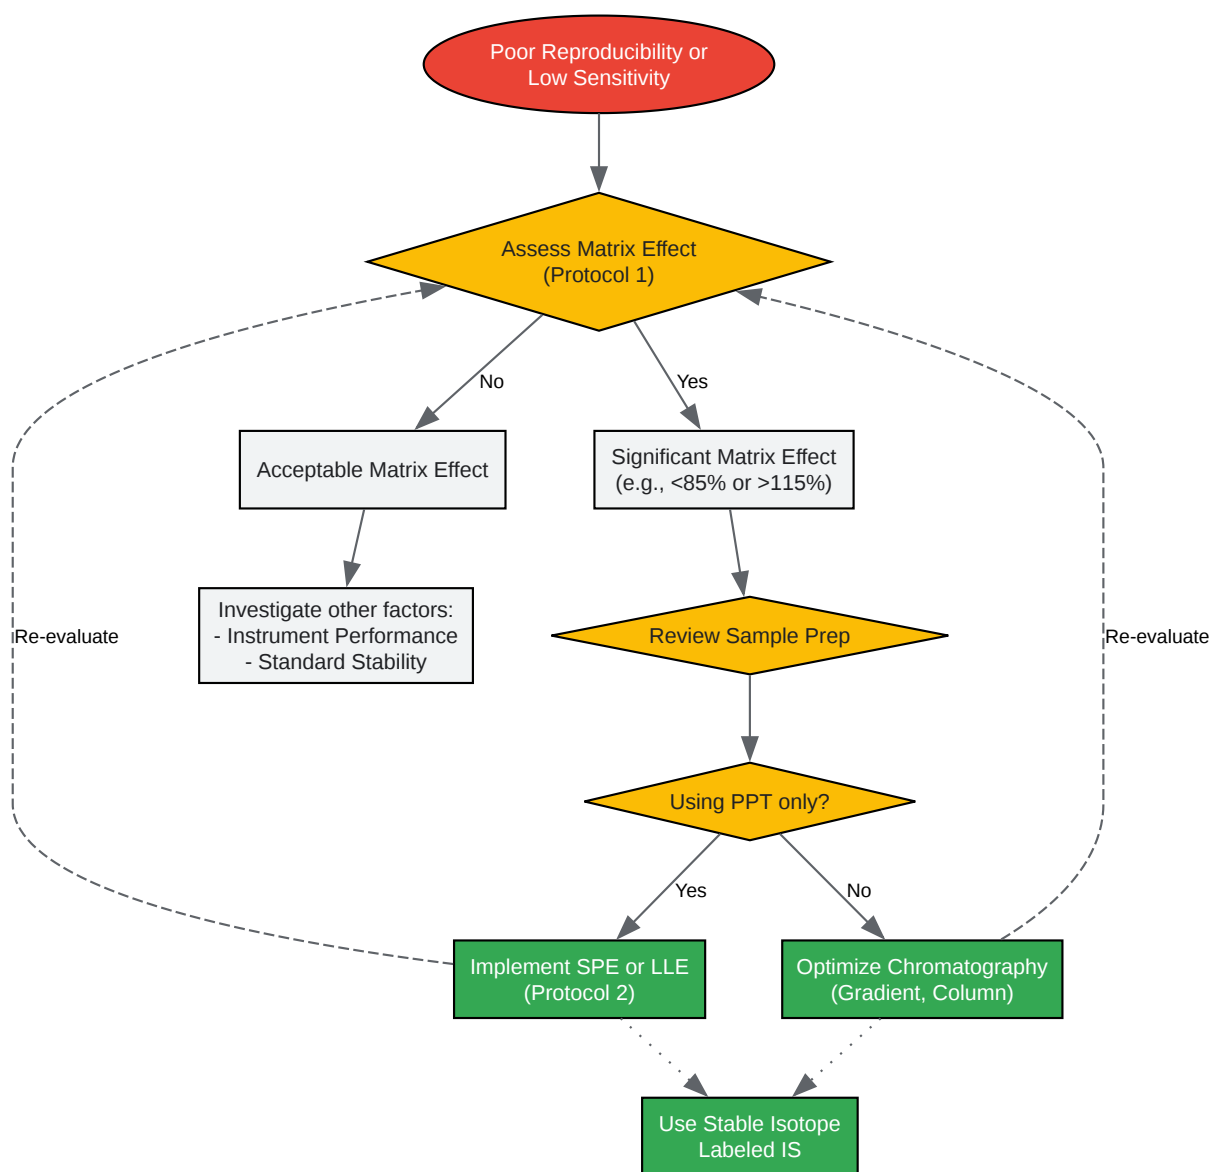 Poor Reproducibility or
Low Sensitivity
Assess Matrix Effect
(Protocol 1)
No
Yes
Acceptable Matrix Effect
Significant Matrix Effect
(e.g., <85% or >115%)
Investigate other factors:
- Instrument Performance
- Standard Stability
Re-evaluate
Review Sample Prep
Re-evaluate
Using PPT only?
Yes
No
Implement SPE or LLE
(Protocol 2)
Optimize Chromatography
(Gradient, Column)
Use Stable Isotope
Labeled IS